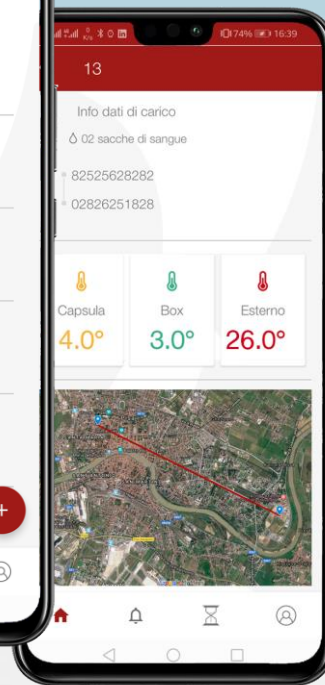 74% 16:39
13
Info dati di carico
02 sacche di sangue
82525628282
02826251828
Capsula Box Esterno
4.0° 3.0° 26.0°
+